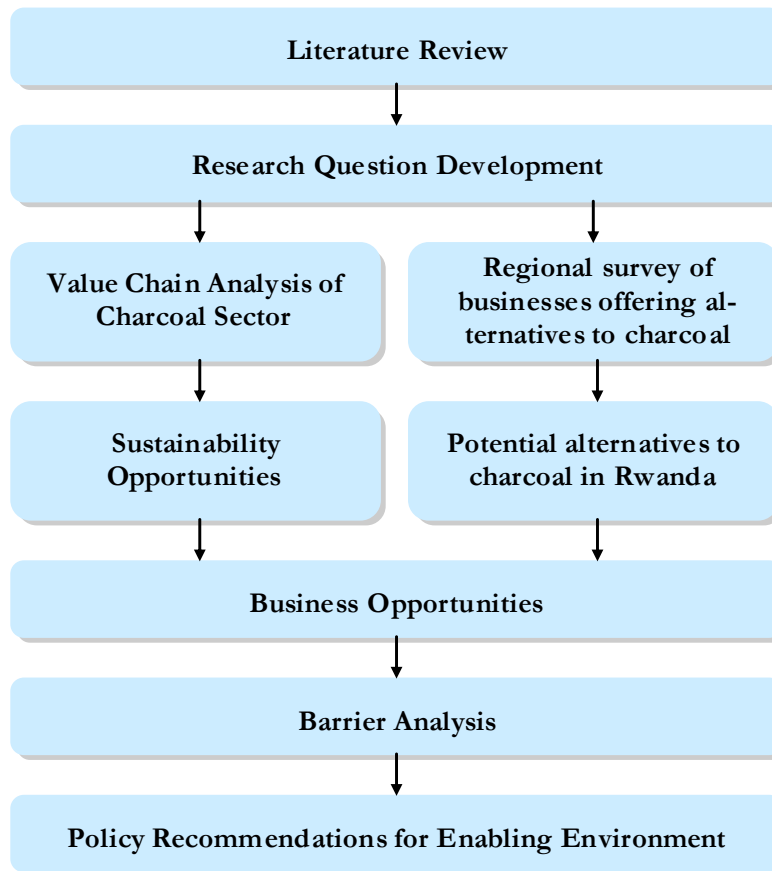 Literature Review
Research Question Development
Value Chain Analysis of
Charcoal Sector
Regional survey of
businesses offering al-
ternatives to charcoal
Sustainability
Opportunities
Potential alternatives to
charcoal in Rwanda
Business Opportunities
Barrier Analysis
Policy Recommendations for Enabling Environment